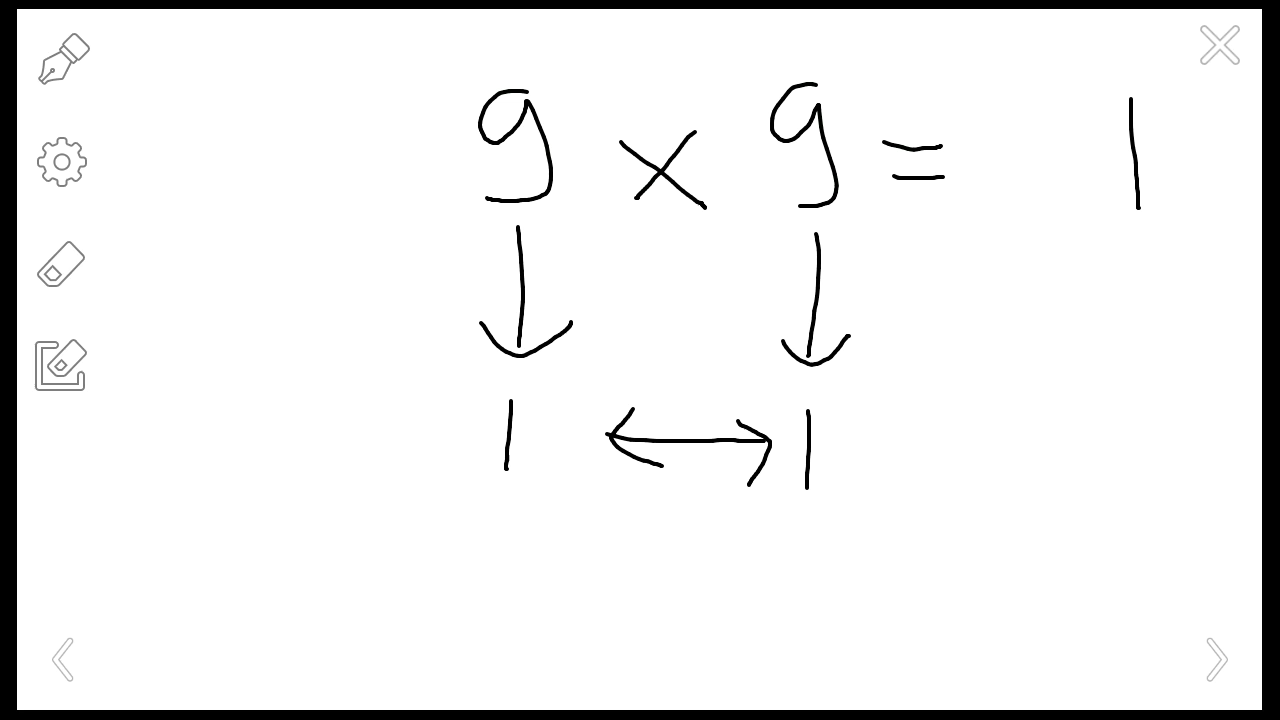 9 × 9 = 1
↓ ↓
1 ↔ 1